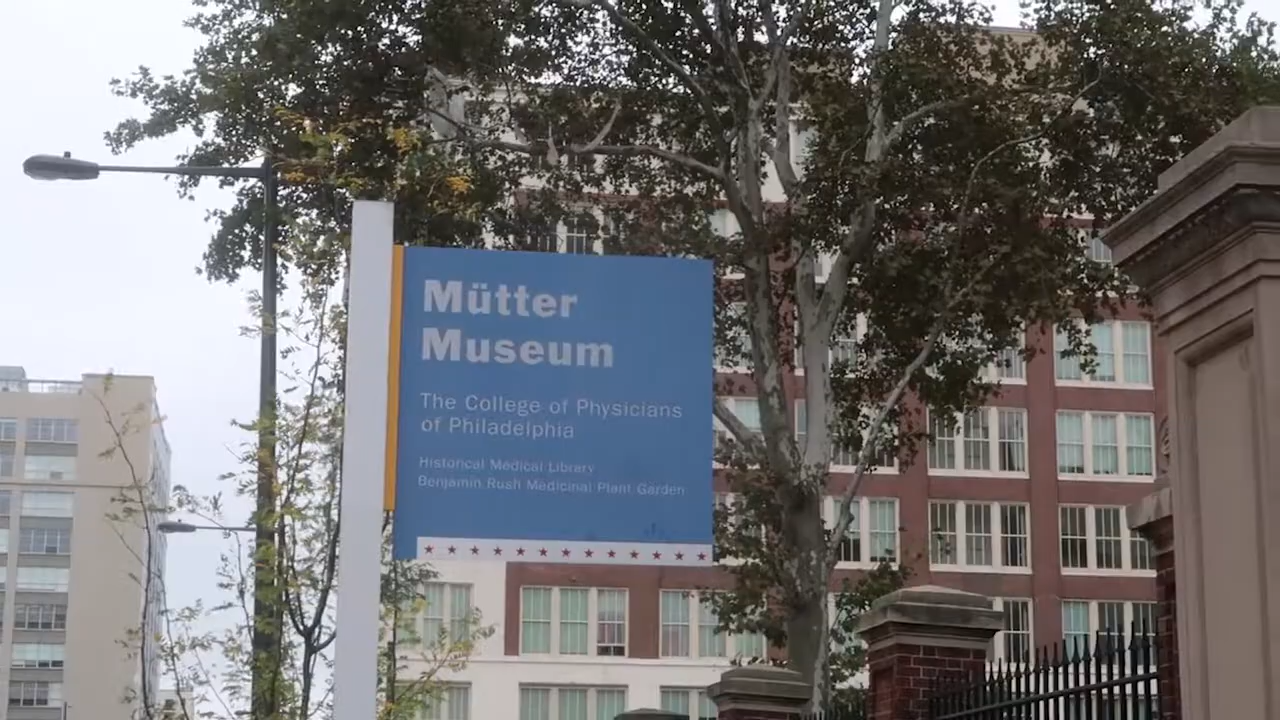 Mütter
Museum
The College of Physicians
of Philadelphia
Historical Medical Library
Benjamin Rush Medicinal Plant Garden